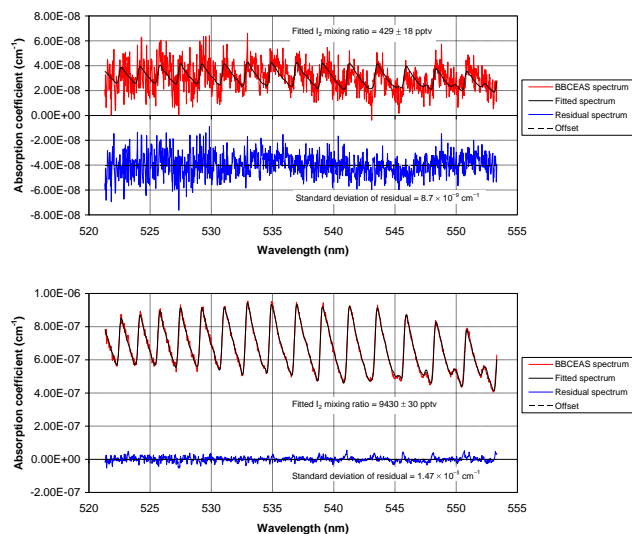 8.00E-08
6.00E-08
4.00E-08
2.00E-08
0.00E+00
-2.00E-08
-4.00E-08
-6.00E-08
-8.00E-08
Absorption coefficient (cm⁻¹)
Fitted I₂ mixing ratio = 429 ± 18 pptv
Standard deviation of residual = 8.7 × 10⁻⁹ cm⁻¹
BBCEAS spectrum
Fitted spectrum
Residual spectrum
Offset
520 525 530 535 540 545 550 555
Wavelength (nm)
1.00E-06
8.00E-07
6.00E-07
4.00E-07
2.00E-07
0.00E+00
-2.00E-07
Absorption coefficient (cm⁻¹)
Fitted I₂ mixing ratio = 9430 ± 30 pptv
Standard deviation of residual = 1.47 × 10⁻⁸ cm⁻¹
BBCEAS spectrum
Fitted spectrum
Residual spectrum
Offset
520 525 530 535 540 545 550 555
Wavelength (nm)